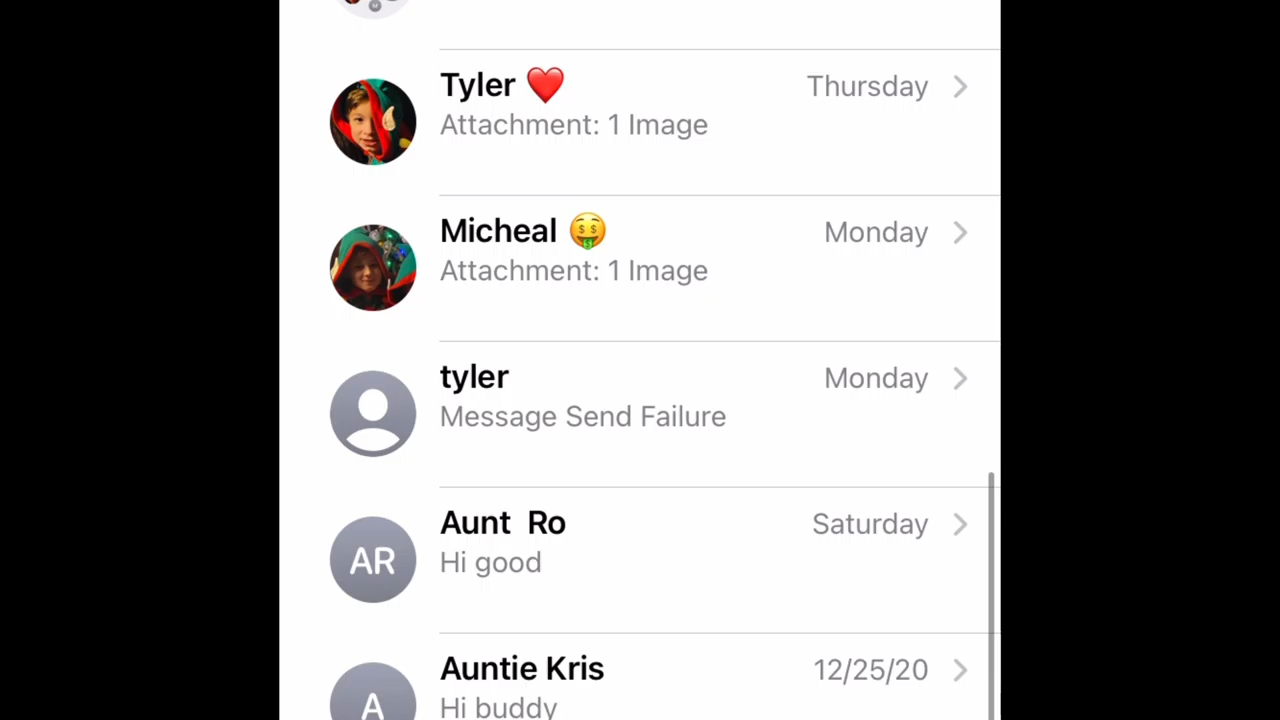 Tyler ❤️ Thursday
Attachment: 1 Image
Micheal 🤑 Monday
Attachment: 1 Image
tyler Monday
Message Send Failure
AR Aunt  Ro Saturday
Hi good
A Auntie Kris 12/25/20
Hi buddy